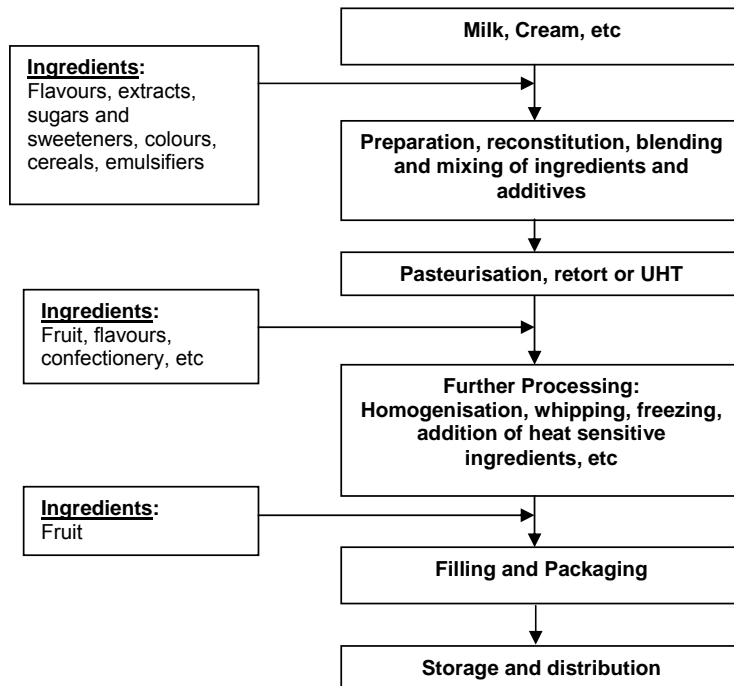 Milk, Cream, etc
Ingredients:
Flavours, extracts,
sugars and
sweeteners, colours,
cereals, emulsifiers
Preparation, reconstitution, blending
and mixing of ingredients and
additives
Pasteurisation, retort or UHT
Ingredients:
Fruit, flavours,
confectionery, etc
Further Processing:
Homogenisation, whipping, freezing,
addition of heat sensitive
ingredients, etc
Ingredients:
Fruit
Filling and Packaging
Storage and distribution